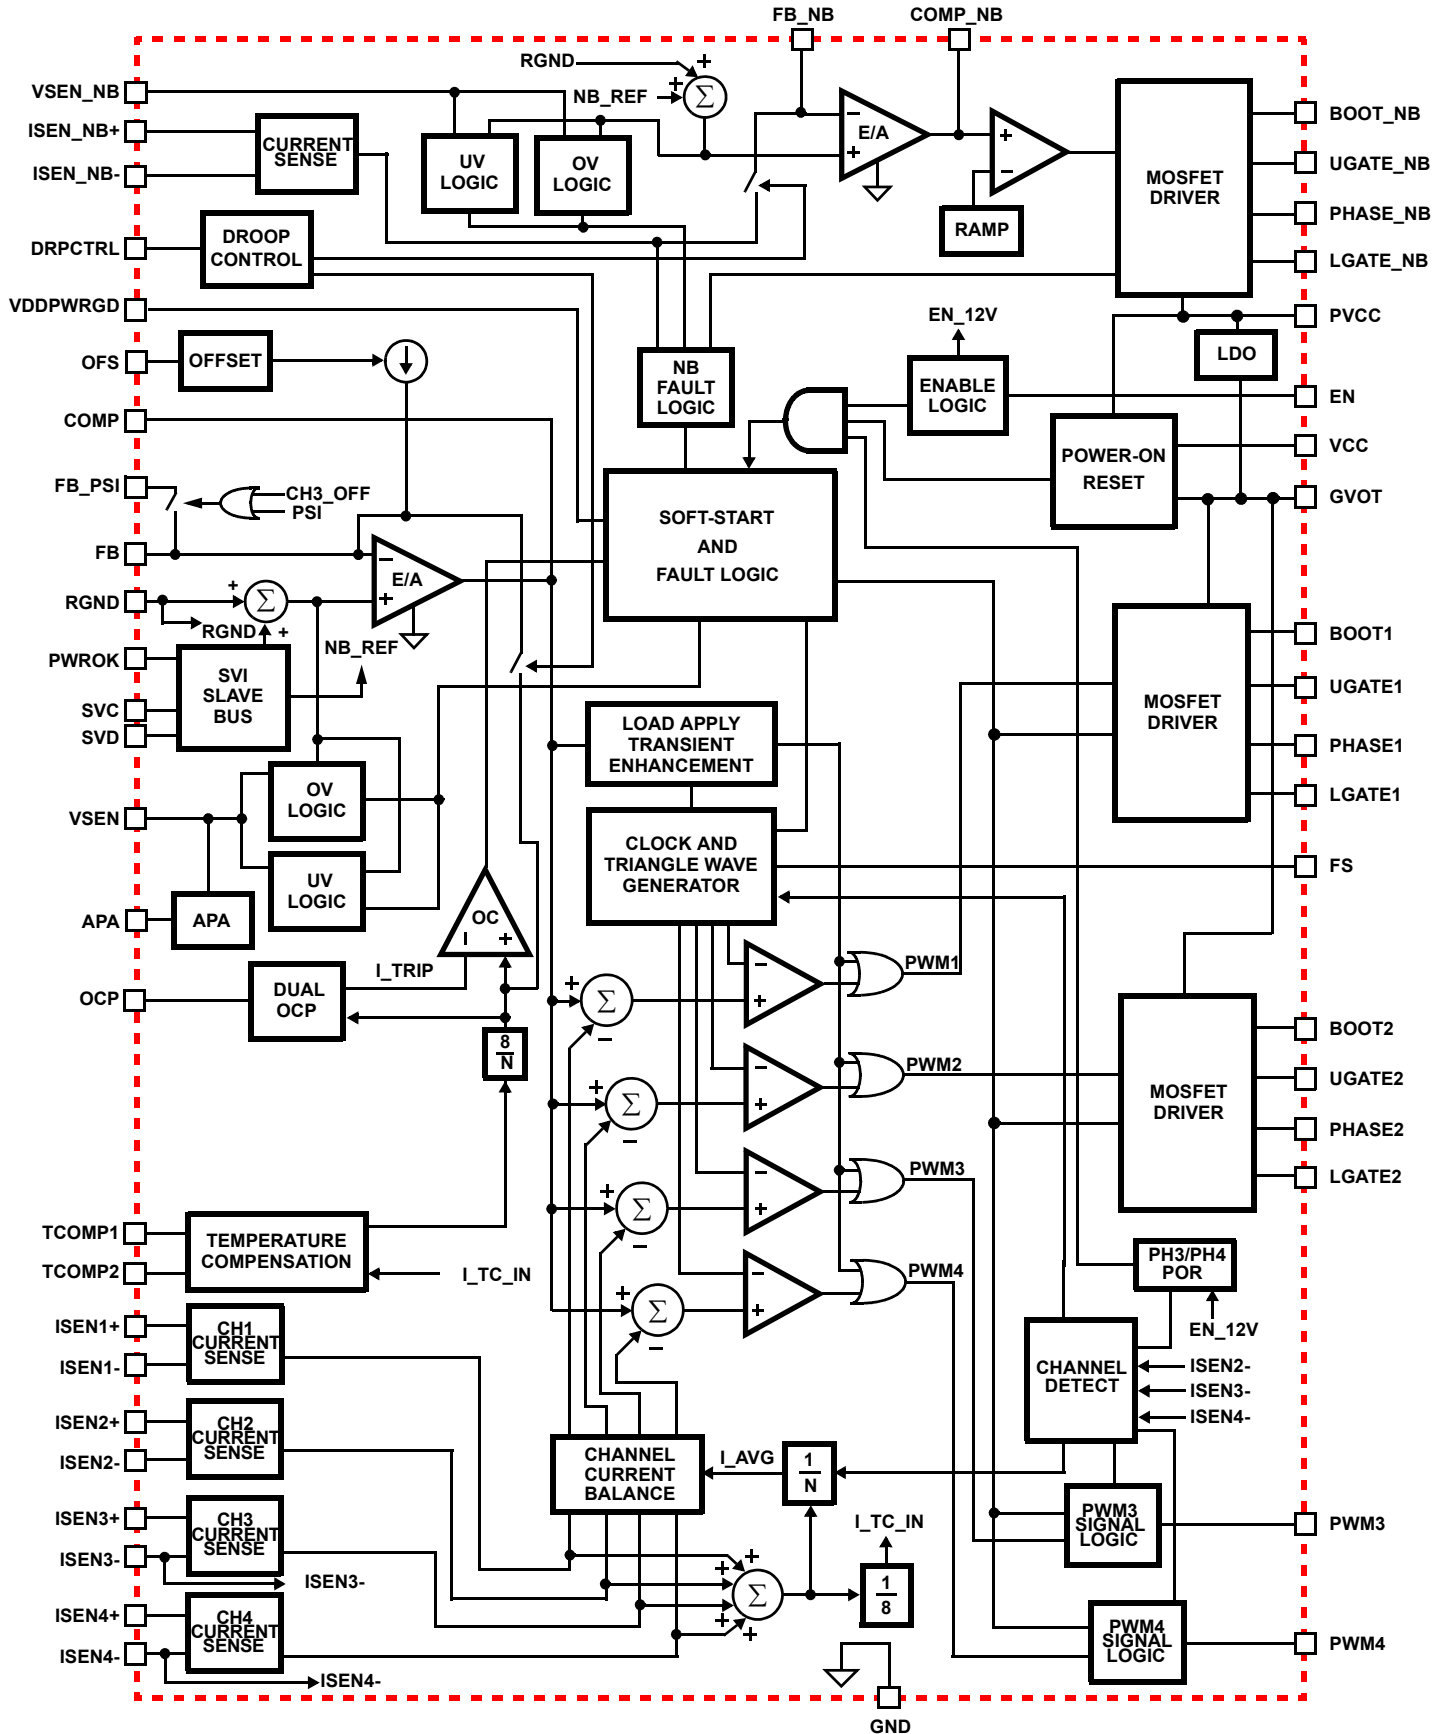 FB_NB
COMP_NB
RGND
+
VSEN_NB
NB_REF
+
Σ
BOOT_NB
ISEN_NB+
CURRENT
SENSE
UV
LOGIC
OV
LOGIC
−
E/A
+
+
−
UGATE_NB
ISEN_NB-
MOSFET
DRIVER
PHASE_NB
RAMP
DRPCTRL
DROOP
CONTROL
LGATE_NB
VDDPWRGD
EN_12V
PVCC
OFS
OFFSET
NB
FAULT
LOGIC
ENABLE
LOGIC
LDO
EN
COMP
POWER-ON
RESET
VCC
FB_PSI
CH3_OFF
PSI
GVOT
SOFT-START
AND
FAULT LOGIC
FB
−
E/A
+
RGND
+
Σ
RGND
+
NB_REF
BOOT1
PWROK
SVI
SLAVE
BUS
UGATE1
SVC
SVD
MOSFET
DRIVER
LOAD APPLY
TRANSIENT
ENHANCEMENT
PHASE1
OV
LOGIC
LGATE1
VSEN
CLOCK AND
TRIANGLE WAVE
GENERATOR
FS
UV
LOGIC
APA
APA
OC
−
+
I_TRIP
PWM1
−
+
OCP
DUAL
OCP
+
Σ
−
8
N
BOOT2
PWM2
−
+
UGATE2
MOSFET
DRIVER
+
Σ
−
PHASE2
PWM3
−
+
LGATE2
+
Σ
−
TCOMP1
TEMPERATURE
COMPENSATION
TCOMP2
I_TC_IN
PWM4
−
+
PH3/PH4
POR
+
Σ
−
EN_12V
ISEN1+
CH1
CURRENT
SENSE
ISEN1-
CHANNEL
DETECT
ISEN2-
ISEN3-
ISEN4-
ISEN2+
CH2
CURRENT
SENSE
ISEN2-
CHANNEL
CURRENT
BALANCE
I_AVG
1
N
ISEN3+
CH3
CURRENT
SENSE
I_TC_IN
PWM3
SIGNAL
LOGIC
PWM3
ISEN3-
ISEN3-
+
+
+
+
Σ
1
8
ISEN4+
CH4
CURRENT
SENSE
PWM4
SIGNAL
LOGIC
PWM4
ISEN4-
ISEN4-
GND